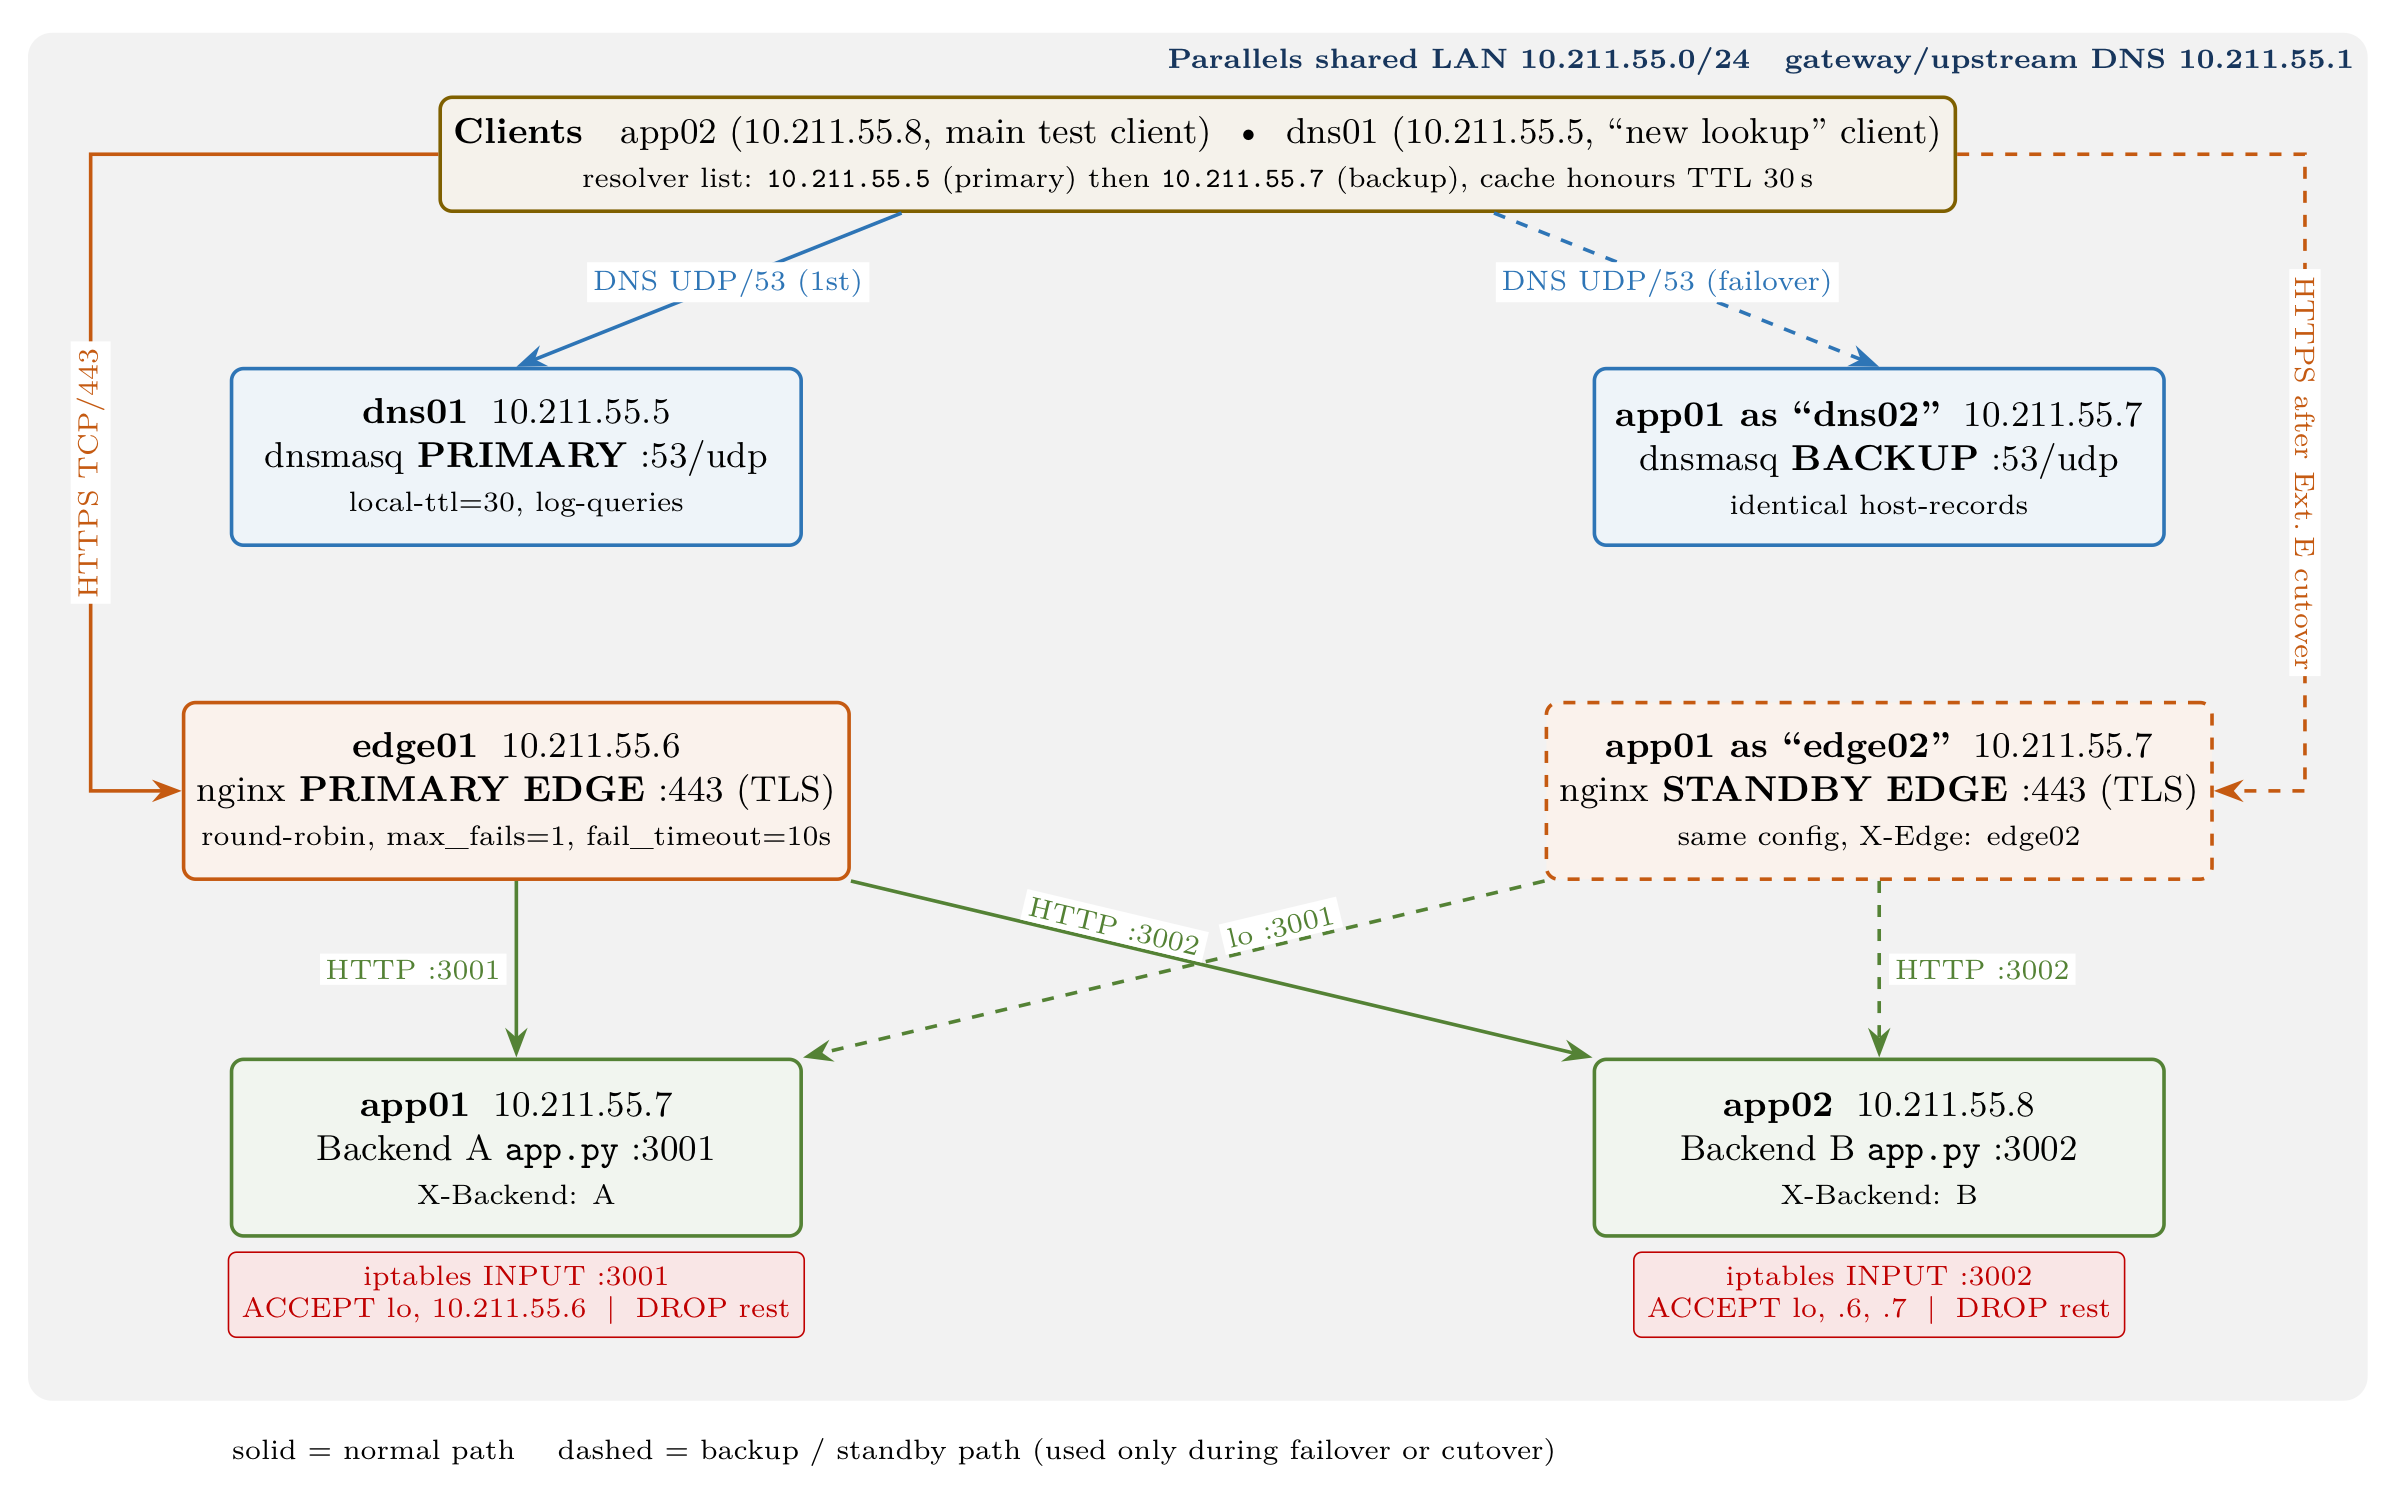 Parallels shared LAN 10.211.55.0/24 gateway/upstream DNS 10.211.55.1
Clients app02 (10.211.55.8, main test client) • dns01 (10.211.55.5, “new lookup” client)
resolver list: 10.211.55.5 (primary) then 10.211.55.7 (backup), cache honours TTL 30 s
DNS UDP/53 (1st)
DNS UDP/53 (failover)
HTTPS TCP/443
HTTPS after Ext. E cutover
dns01 10.211.55.5
dnsmasq PRIMARY :53/udp
local-ttl=30, log-queries
app01 as “dns02” 10.211.55.7
dnsmasq BACKUP :53/udp
identical host-records
edge01 10.211.55.6
nginx PRIMARY EDGE :443 (TLS)
round-robin, max_fails=1, fail_timeout=10s
app01 as “edge02” 10.211.55.7
nginx STANDBY EDGE :443 (TLS)
same config, X-Edge: edge02
HTTP :3001
HTTP :3002
lo :3001
HTTP :3002
app01 10.211.55.7
Backend A app.py :3001
X-Backend: A
app02 10.211.55.8
Backend B app.py :3002
X-Backend: B
iptables INPUT :3001
ACCEPT lo, 10.211.55.6 | DROP rest
iptables INPUT :3002
ACCEPT lo, .6, .7 | DROP rest
solid = normal path dashed = backup / standby path (used only during failover or cutover)